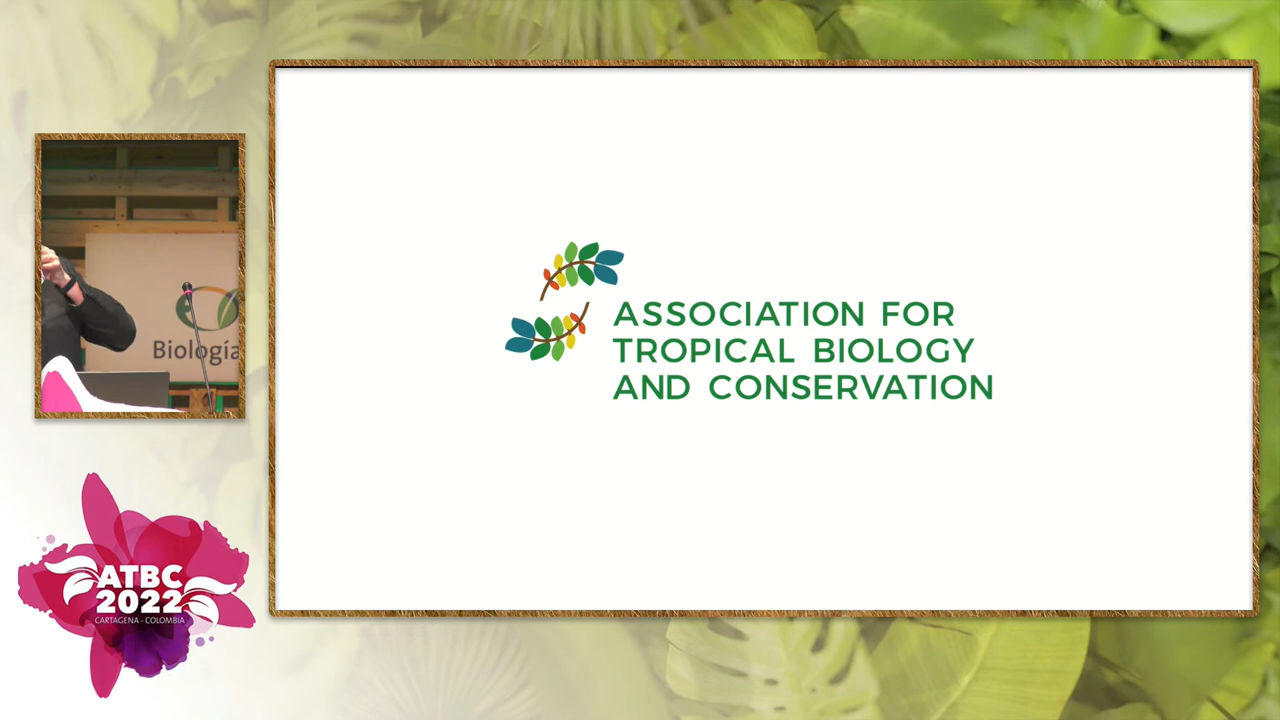 Biología
ATBC
2022
CARTAGENA - COLOMBIA
ASSOCIATION FOR
TROPICAL BIOLOGY
AND CONSERVATION